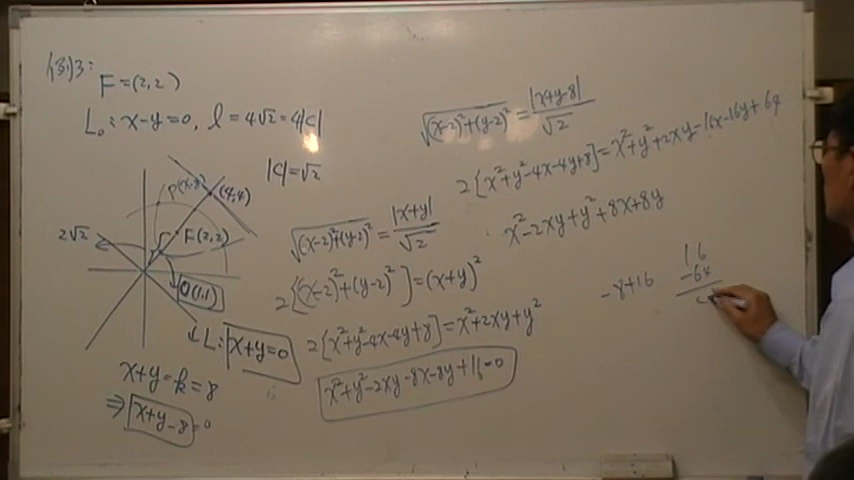 例3:
F=(2,2)
L₀: x-y=0, l=4√2=4|c|
|c|=√2
P(x,y)
(4,4)
F(2,2)
2√2
O(1,1)
L: x+y=0
x+y=k=8
⇒ x+y-8=0
√((x-2)²+(y-2)²) = |x+y|/√2
2[(x-2)²+(y-2)²]=(x+y)²
2[x²+y²-4x-4y+8]=x²+2xy+y²
x²+y²-2xy-8x-8y+16=0
√((x-2)²+(y-2)²) = |x+y-8|/√2
2[x²+y²-4x-4y+8]=x²+y²+2xy-16x-16y+64
x²-2xy+y²+8x+8y
-8+16
16
-64